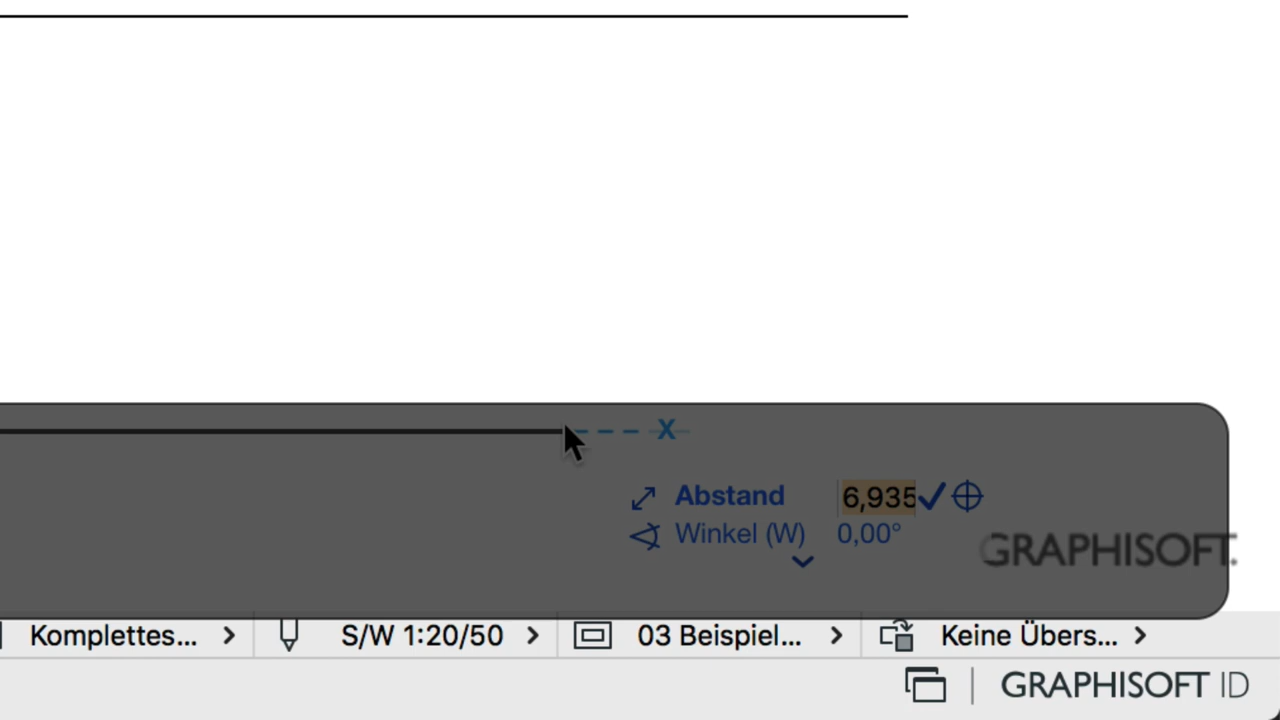 X
Abstand 6,935
Winkel (W) 0,00°
GRAPHISOFT.
Komplettes... S/W 1:20/50 03 Beispiel... Keine Übers...
GRAPHISOFT ID